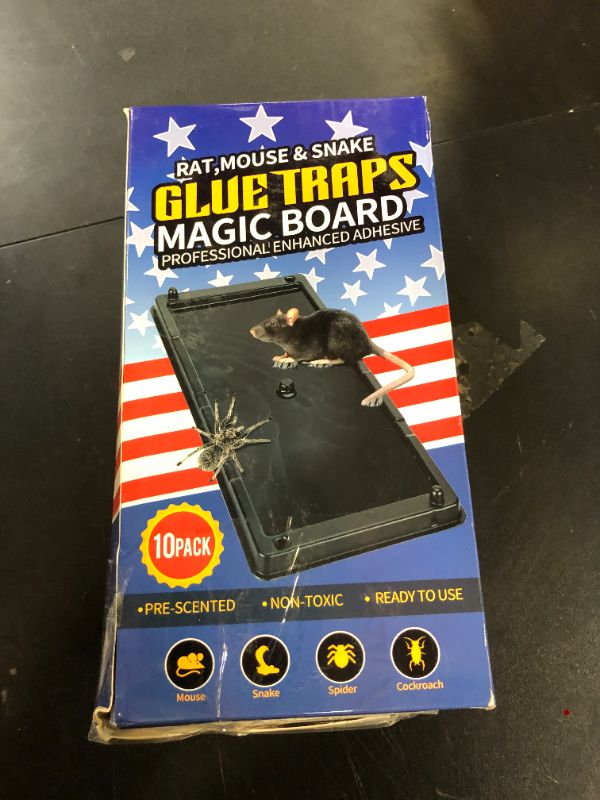 RAT,MOUSE & SNAKE
GLUE TRAPS
MAGIC BOARD
PROFESSIONAL ENHANCED ADHESIVE
10PACK
•PRE-SCENTED • NON-TOXIC • READY TO USE
Mouse Snake Spider Cockroach